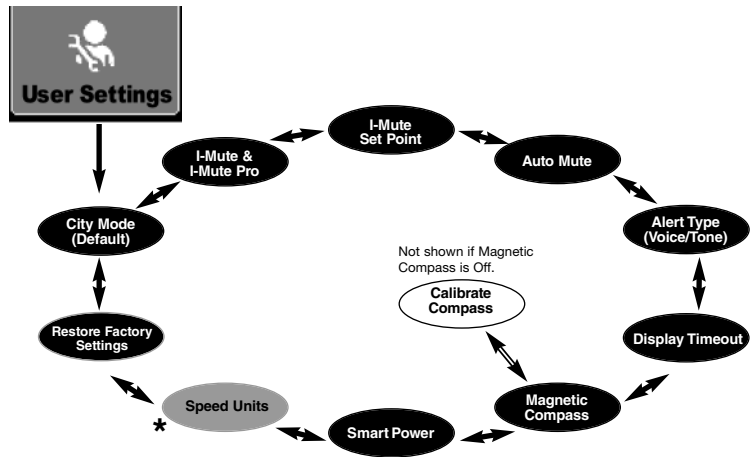 User Settings
I-Mute
Set Point
I-Mute &
I-Mute Pro
Auto Mute
City Mode
(Default)
Alert Type
(Voice/Tone)
Not shown if Magnetic
Compass is Off.
Calibrate
Compass
Restore Factory
Settings
Display Timeout
Speed Units
*
Magnetic
Compass
Smart Power